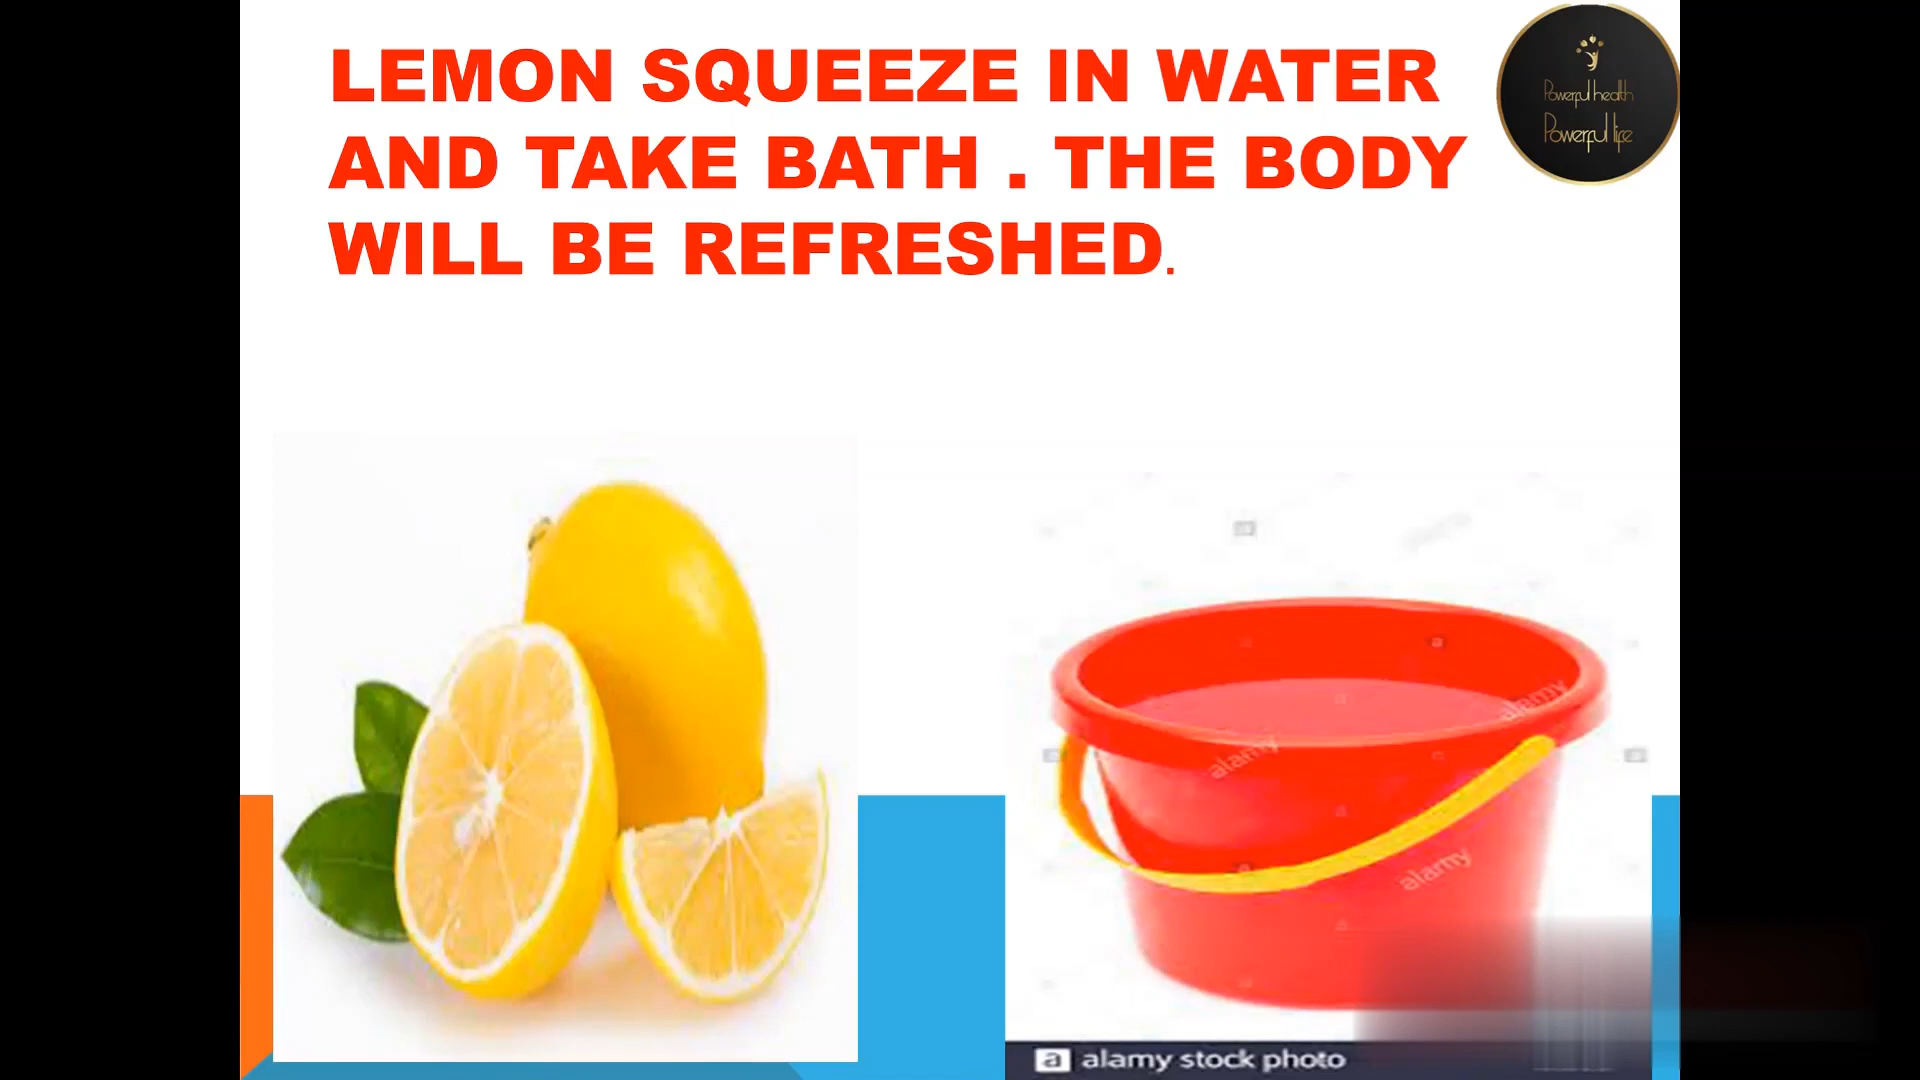 LEMON SQUEEZE IN WATER
AND TAKE BATH . THE BODY
WILL BE REFRESHED.
Powerful health
Powerful life
alamy
alamy
alamy
a alamy stock photo